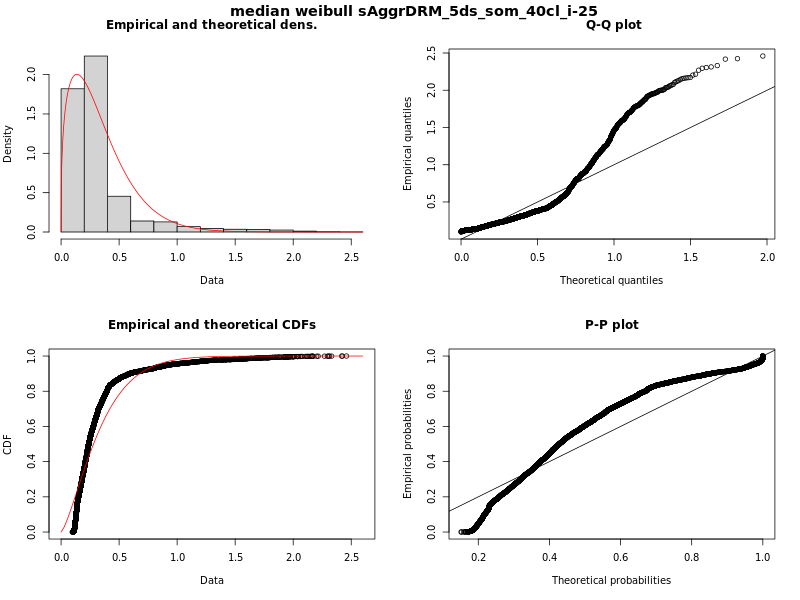 median weibull sAggrDRM_5ds_som_40cl_i-25
Empirical and theoretical dens.
Density
0.0 0.5 1.0 1.5 2.0
0.0 0.5 1.0 1.5 2.0 2.5
Data
Q-Q plot
Empirical quantiles
0.5 1.0 1.5 2.0 2.5
0.0 0.5 1.0 1.5 2.0
Theoretical quantiles
Empirical and theoretical CDFs
CDF
0.0 0.2 0.4 0.6 0.8 1.0
0.0 0.5 1.0 1.5 2.0 2.5
Data
P-P plot
Empirical probabilities
0.0 0.2 0.4 0.6 0.8 1.0
0.2 0.4 0.6 0.8 1.0
Theoretical probabilities